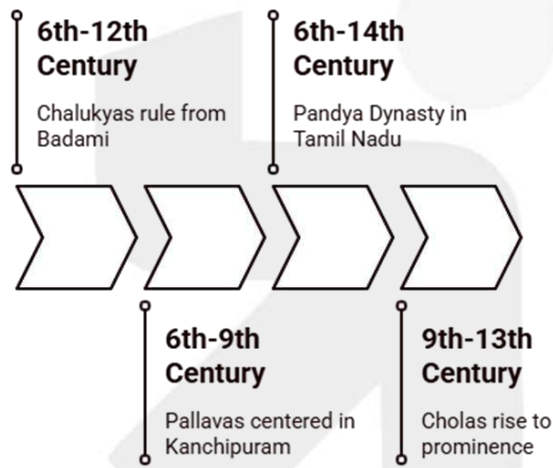 6th-12th
Century
Chalukyas rule from
Badami
6th-14th
Century
Pandya Dynasty in
Tamil Nadu
6th-9th
Century
Pallavas centered in
Kanchipuram
9th-13th
Century
Cholas rise to
prominence